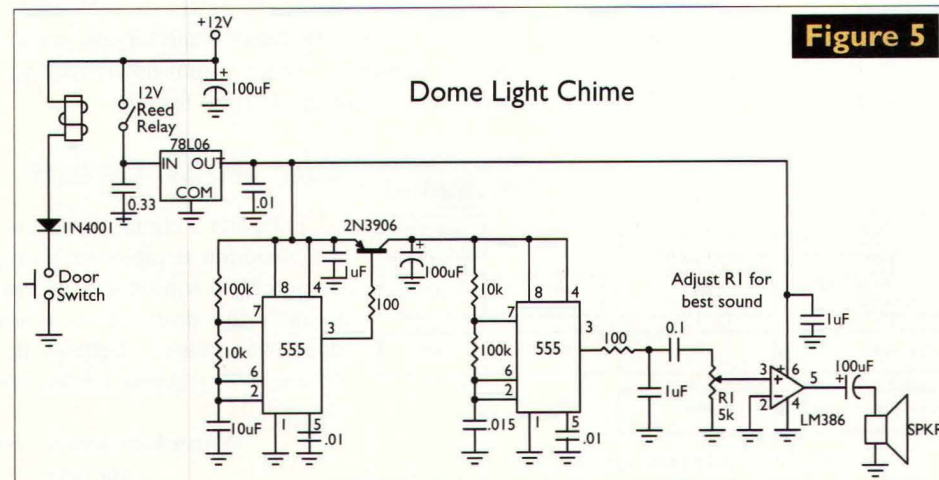 Figure 5
Dome Light Chime
+12V
+
100uF
12V
Reed
Relay
78L06
IN OUT
COM
0.33
.01
1N4001
Door
Switch
2N3906
1uF
+
100uF
100
100k
10k
10uF
8 4
7
3
6
2
555
1 5
.01
10k
100k
.015
8 4
7
3
6
2
555
1 5
.01
100
0.1
1uF
Adjust R1 for
best sound
R1
5k
1uF
3 + 6
+
2 -
4
5
LM386
100uF
+
SPKR